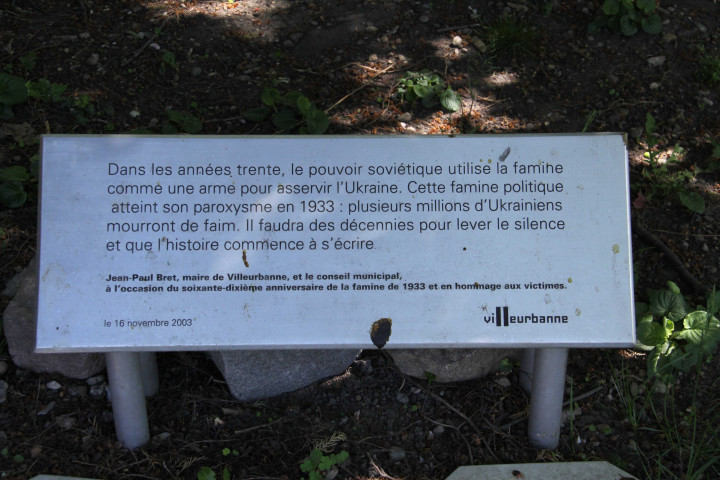 Dans les années trente, le pouvoir soviétique utilise la famine
comme une arme pour asservir l'Ukraine. Cette famine politique
atteint son paroxysme en 1933 : plusieurs millions d'Ukrainiens
mourront de faim. Il faudra des décennies pour lever le silence
et que l'histoire commence à s'écrire
Jean-Paul Bret, maire de Villeurbanne, et le conseil municipal,
à l'occasion du soixante-dixième anniversaire de la famine de 1933 et en hommage aux victimes.
le 16 novembre 2003
villeurbanne